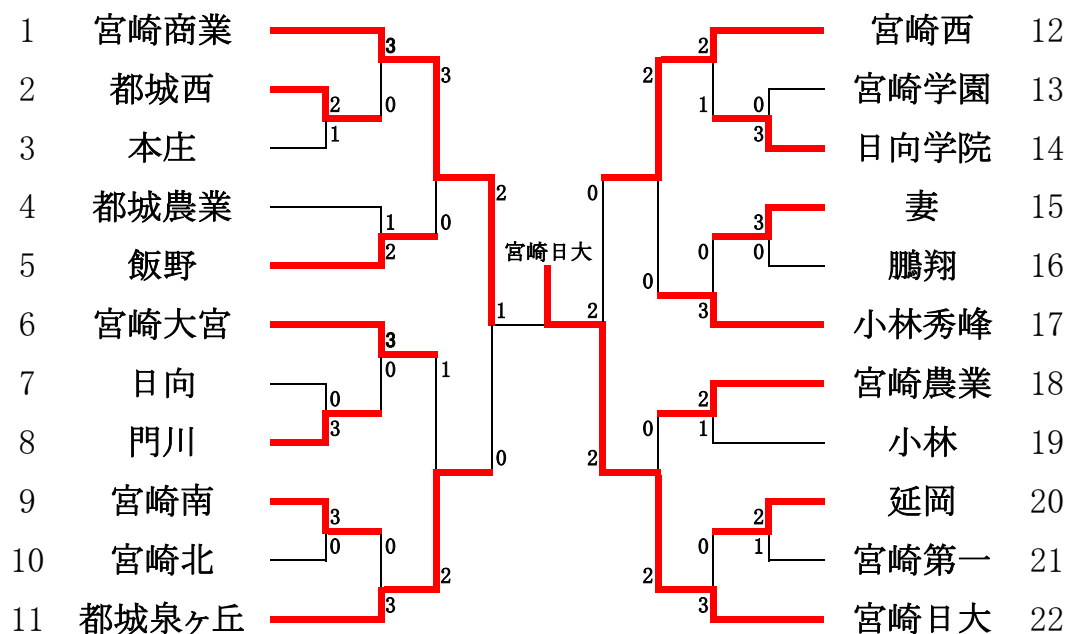 1 宮崎商業
2 都城西
3 本庄
4 都城農業
5 飯野
6 宮崎大宮
7 日向
8 門川
9 宮崎南
10 宮崎北
11 都城泉ヶ丘
3
3
2
0
1
2
1
0
2
3
1
0
1
0
3
0
3
0
0
2
3
宮崎日大
2
2
1
0
3
0
3
0
0
0
3
2
2
0
1
2
2
0
1
2
3
宮崎西 12
宮崎学園 13
日向学院 14
妻 15
鵬翔 16
小林秀峰 17
宮崎農業 18
小林 19
延岡 20
宮崎第一 21
宮崎日大 22